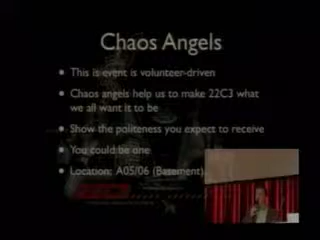 Chaos Angels
This is event is volunteer-driven
Chaos angels help us to make 22C3 what
we all want it to be
Show the politeness you expect to receive
You could be one
Location: A05/06 (Basement)